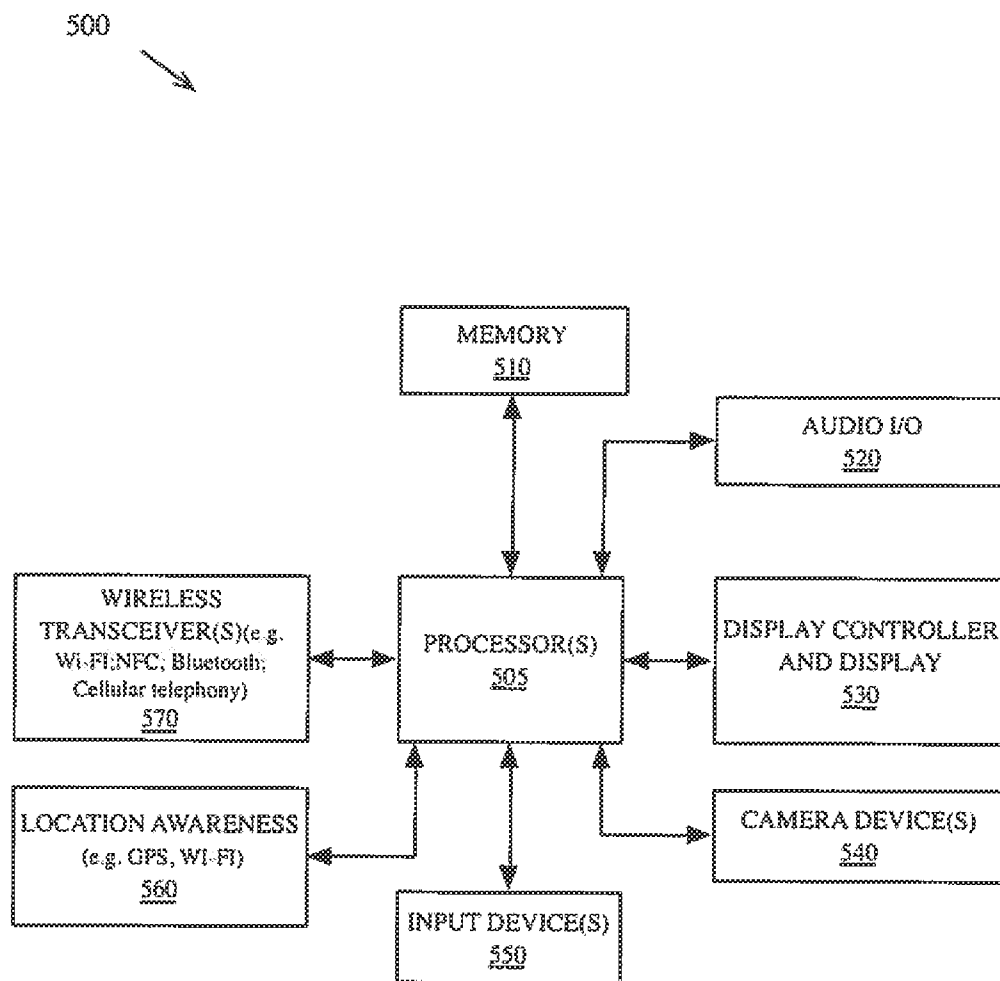 500
MEMORY
510
AUDIO I/O
520
WIRELESS
TRANSCEIVER(S)(e.g.
Wi-FI;NFC; Bluetooth;
Cellular telephony)
570
PROCESSOR(S)
505
DISPLAY CONTROLLER
AND DISPLAY
530
LOCATION AWARENESS
(e.g. GPS, WI-FI)
560
CAMERA DEVICE(S)
540
INPUT DEVICE(S)
550